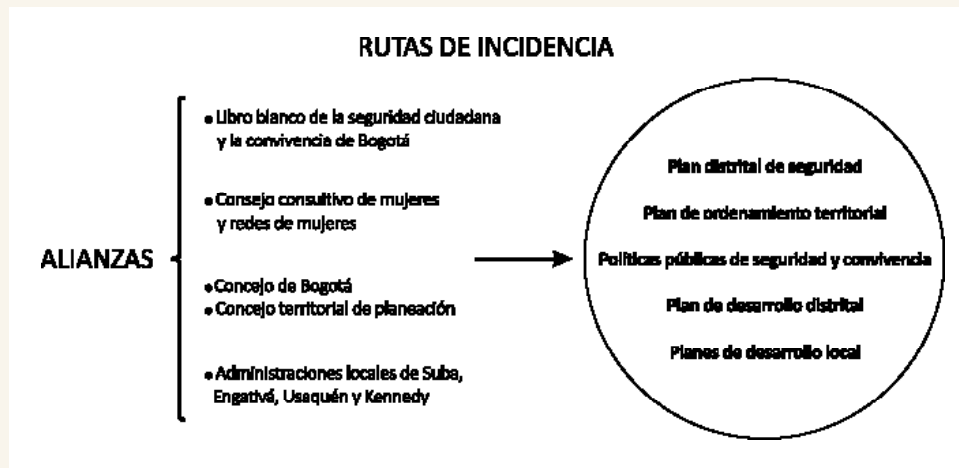 RUTAS DE INCIDENCIA
ALIANZAS
• Libro blanco de la seguridad ciudadana
y la convivencia de Bogotá
• Consejo consultivo de mujeres
y redes de mujeres
• Concejo de Bogotá
• Concejo territorial de planeación
• Administraciones locales de Suba,
Engativá, Usaquén y Kennedy
Plan distrital de seguridad
Plan de ordenamiento territorial
Políticas públicas de seguridad y convivencia
Plan de desarrollo distrital
Planes de desarrollo local